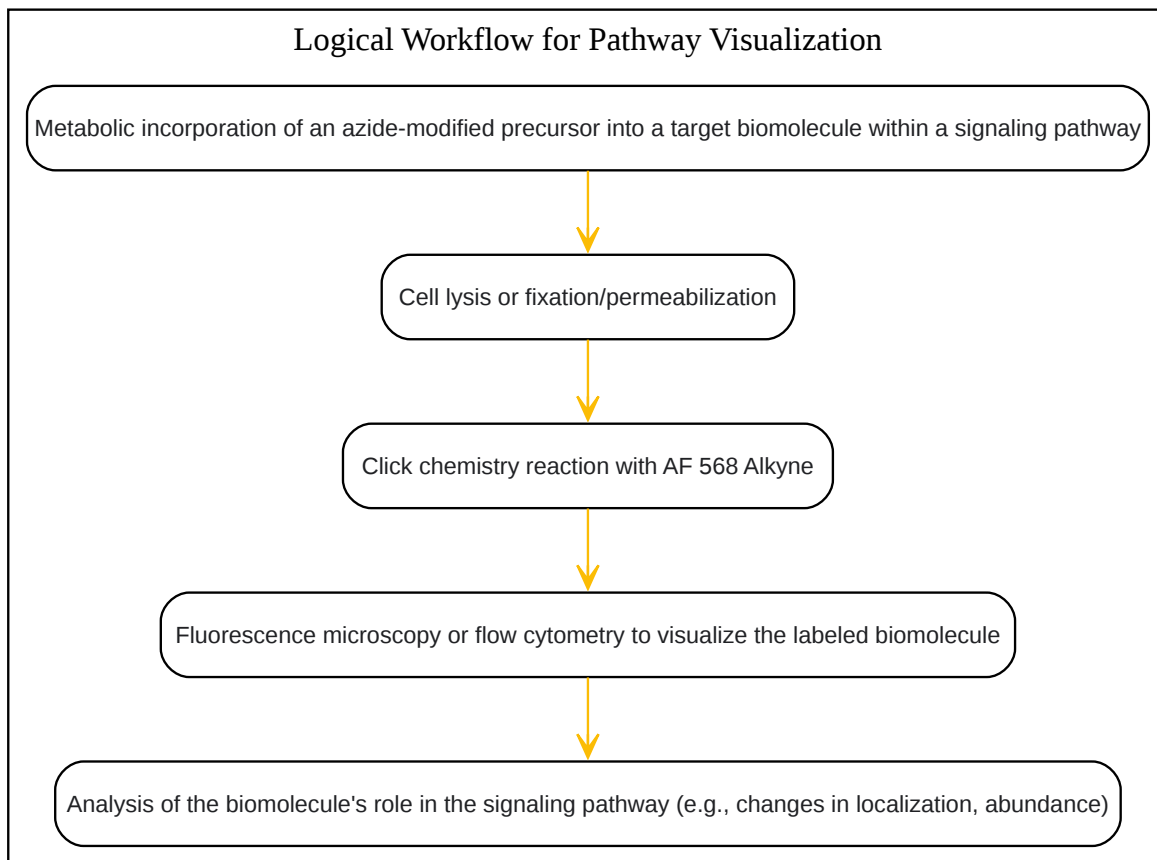 Logical Workflow for Pathway Visualization
Metabolic incorporation of an azide-modified precursor into a target biomolecule within a signaling pathway
Cell lysis or fixation/permeabilization
Click chemistry reaction with AF 568 Alkyne
Fluorescence microscopy or flow cytometry to visualize the labeled biomolecule
Analysis of the biomolecule's role in the signaling pathway (e.g., changes in localization, abundance)